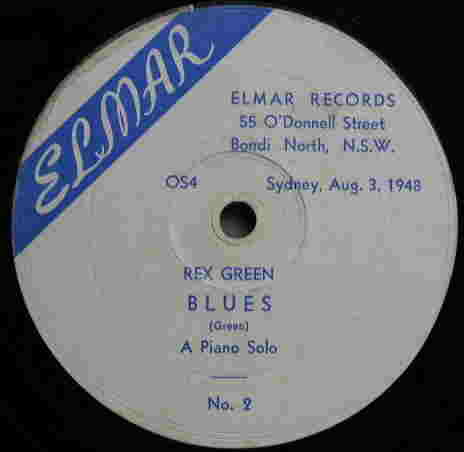 ELMAR
ELMAR RECORDS
55 O'Donnell Street
Bondi North, N.S.W.
OS4 Sydney, Aug. 3, 1948
REX GREEN
BLUES
(Green)
A Piano Solo
No. 2